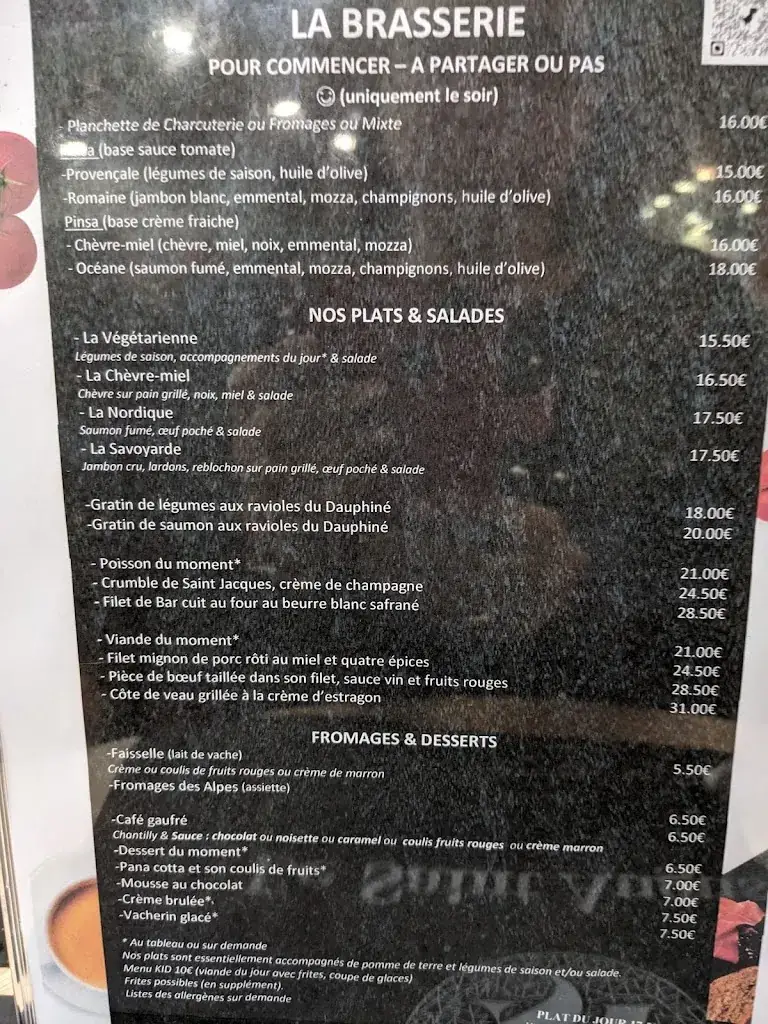 LA BRASSERIE
POUR COMMENCER – A PARTAGER OU PAS
(uniquement le soir)
- Planchette de Charcuterie ou Fromages ou Mixte 16.00€
(base sauce tomate)
-Provençale (légumes de saison, huile d'olive) 15.00€
-Romaine (jambon blanc, emmental, mozza, champignons, huile d'olive) 16.00€
Pinsa (base crème fraiche)
- Chèvre-miel (chèvre, miel, noix, emmental, mozza) 16.00€
- Océane (saumon fumé, emmental, mozza, champignons, huile d'olive) 18.00€
NOS PLATS & SALADES
- La Végétarienne 15.50€
Légumes de saison, accompagnements du jour* & salade
- La Chèvre-miel 16.50€
Chèvre sur pain grillé, noix, miel & salade
- La Nordique 17.50€
Saumon fumé, œuf poché & salade
- La Savoyarde 17.50€
Jambon cru, lardons, reblochon sur pain grillé, œuf poché & salade
-Gratin de légumes aux ravioles du Dauphiné 18.00€
-Gratin de saumon aux ravioles du Dauphiné 20.00€
- Poisson du moment* 21.00€
- Crumble de Saint Jacques, crème de champagne 24.50€
- Filet de Bar cuit au four au beurre blanc safrané 28.50€
- Viande du moment* 21.00€
- Filet mignon de porc rôti au miel et quatre épices 24.50€
- Pièce de bœuf taillée dans son filet, sauce vin et fruits rouges 28.50€
- Côte de veau grillée à la crème d'estragon 31.00€
FROMAGES & DESSERTS
-Faisselle (lait de vache) 5.50€
Crème ou coulis de fruits rouges ou crème de marron
-Fromages des Alpes (assiette) 6.50€
-Café gaufré 6.50€
Chantilly & Sauce : chocolat ou noisette ou caramel ou coulis fruits rouges ou crème marron
-Dessert du moment* 6.50€
-Pana cotta et son coulis de fruits* 7.00€
-Mousse au chocolat 7.00€
-Crème brulée* 7.50€
-Vacherin glacé* 7.50€
* Au tableau ou sur demande
Nos plats sont essentiellement accompagnés de pomme de terre et légumes de saison et/ou salade.
Menu KID 10€ (viande du jour avec frites, coupe de glaces)
Frites possibles (en supplément).
Listes des allergènes sur demande
PLAT DU JOUR